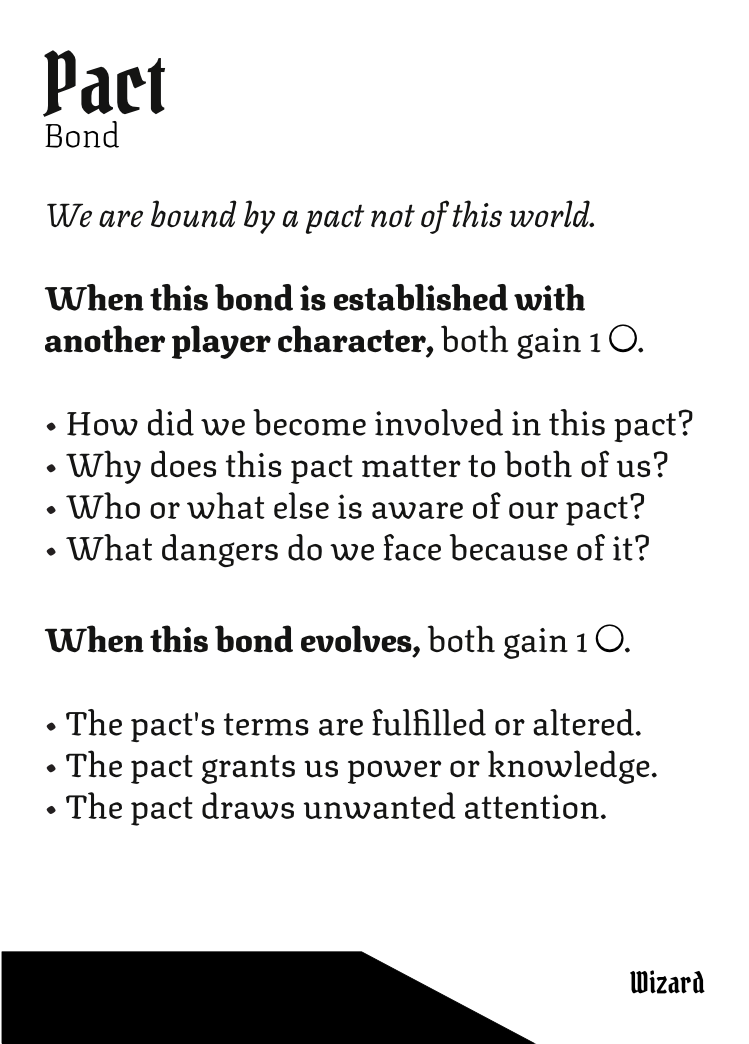 Pact
Bond
We are bound by a pact not of this world.
When this bond is established with
another player character, both gain 1 ○.
• How did we become involved in this pact?
• Why does this pact matter to both of us?
• Who or what else is aware of our pact?
• What dangers do we face because of it?
When this bond evolves, both gain 1 ○.
• The pact's terms are fulfilled or altered.
• The pact grants us power or knowledge.
• The pact draws unwanted attention.
Wizard